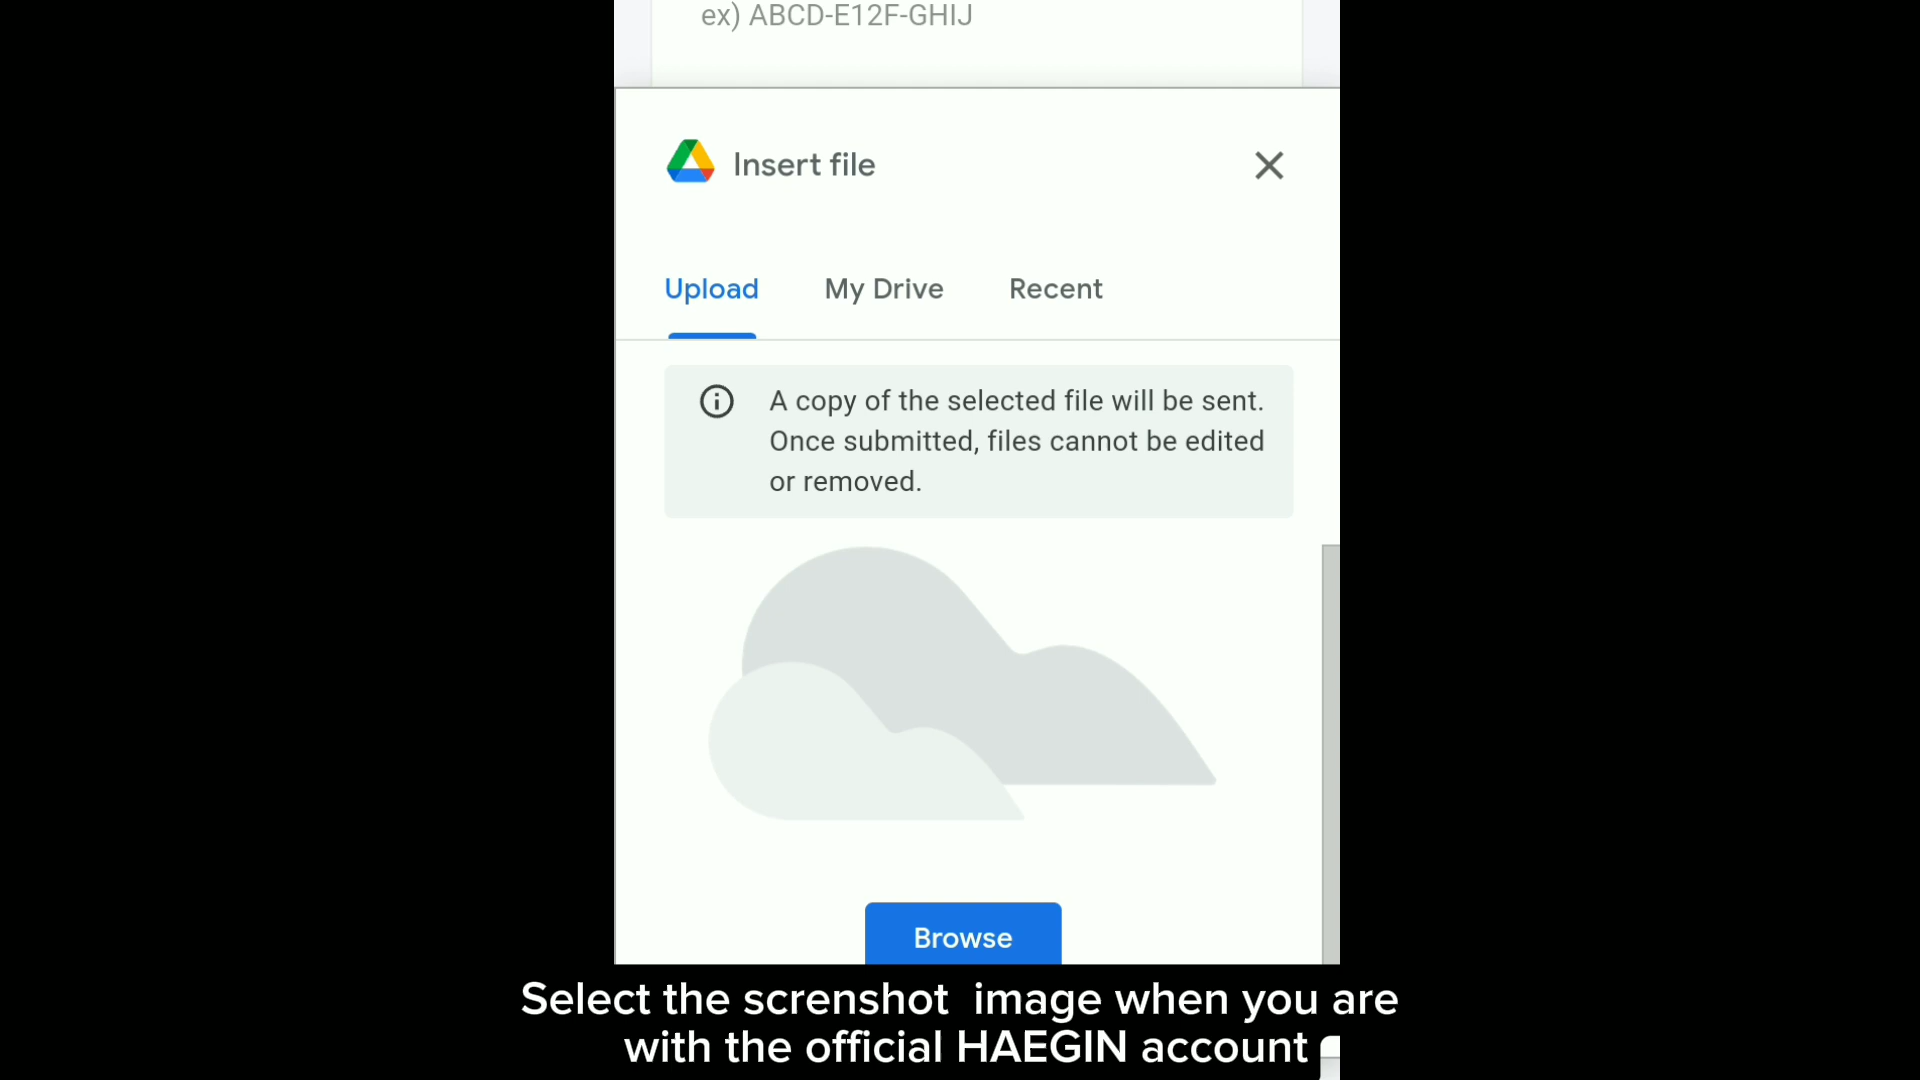 ex) ABCD-E12F-GHIJ
Insert file
Upload My Drive Recent
A copy of the selected file will be sent.
Once submitted, files cannot be edited
or removed.
Browse
Select the screnshot image when you are
with the official HAEGIN account